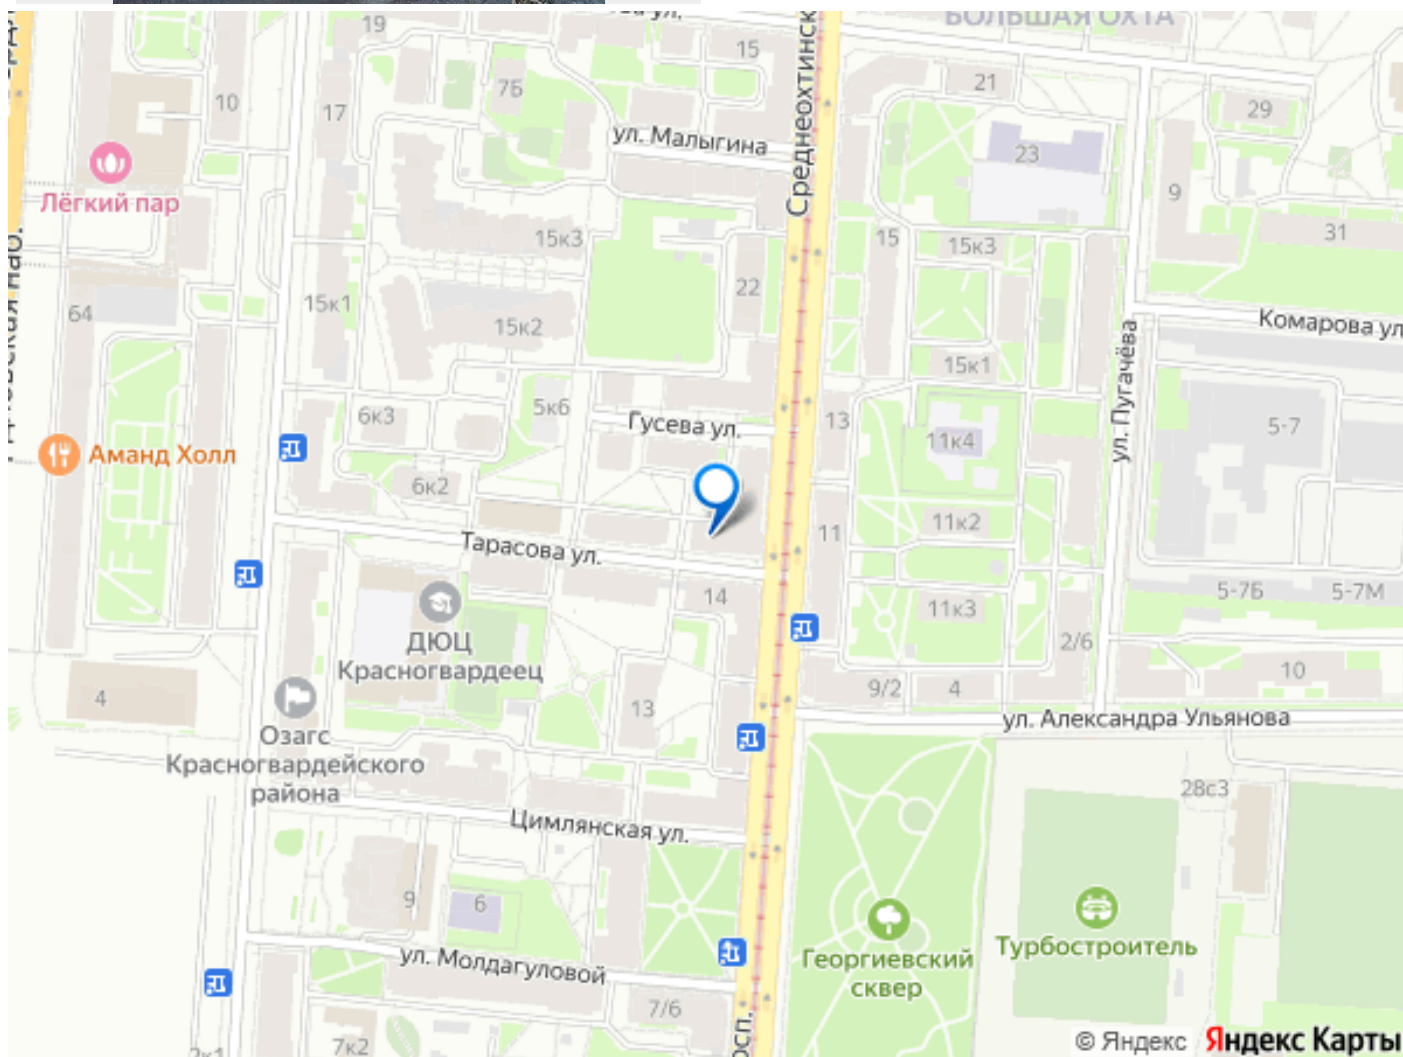 19
15
БОЛЬШАЯ ОХТА
7Б
21
10
17
29
ул. Малыгина
Среднеохтинск
23
Лёгкий пар
9
15к3
15
15к3
31
22
15к1
64
15к2
Комарова ул
15к1
ул. Пугачёва
6к3
5к6
Гусева ул.
13
11к4
5-7
Аманд Холл
6к2
11к2
11
Тарасова ул.
5-7Б
5-7М
14
11к3
ДЮЦ
Красногвардеец
2/6
10
4
9/2
4
13
ул. Александра Ульянова
Озагс
Красногвардейского
района
28с3
Цимлянская ул.
9
6
Георгиевский
сквер
Турбостроитель
ул. Молдагуловой
7/6
7к2
© Яндекс
Яндекс Карты